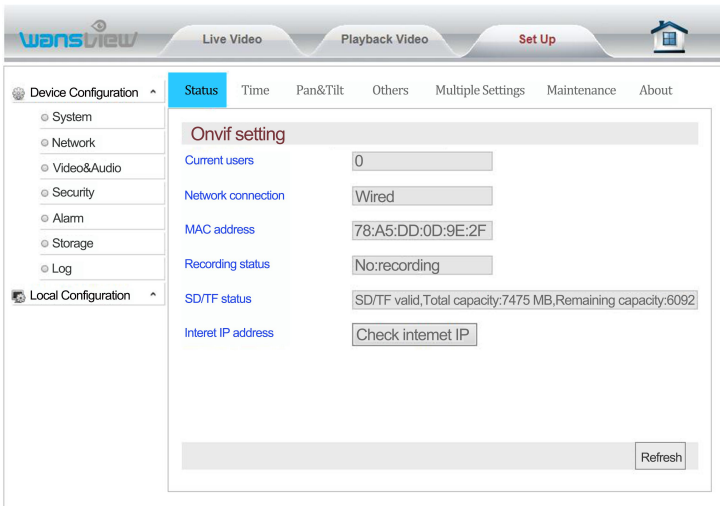 wansview
Live Video
Playback Video
Set Up
Device Configuration
System
Network
Video&Audio
Security
Alarm
Storage
Log
Local Configuration
Status Time Pan&Tilt Others Multiple Settings Maintenance About
Onvif setting
Current users 0
Network connection Wired
MAC address 78:A5:DD:0D:9E:2F
Recording status No:recording
SD/TF status SD/TF valid,Total capacity:7475 MB,Remaining capacity:6092
Interet IP address Check internet IP
Refresh